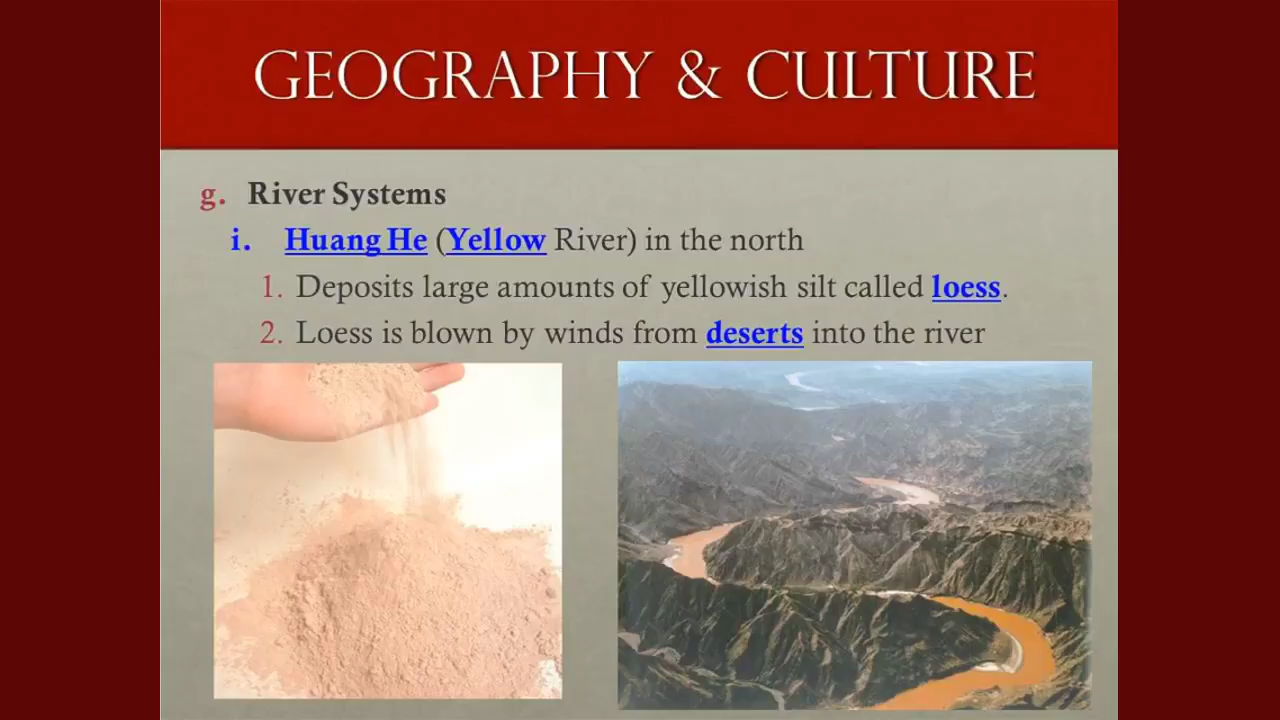 GEOGRAPHY & CULTURE
g. River Systems
i. Huang He (Yellow River) in the north
1. Deposits large amounts of yellowish silt called loess.
2. Loess is blown by winds from deserts into the river